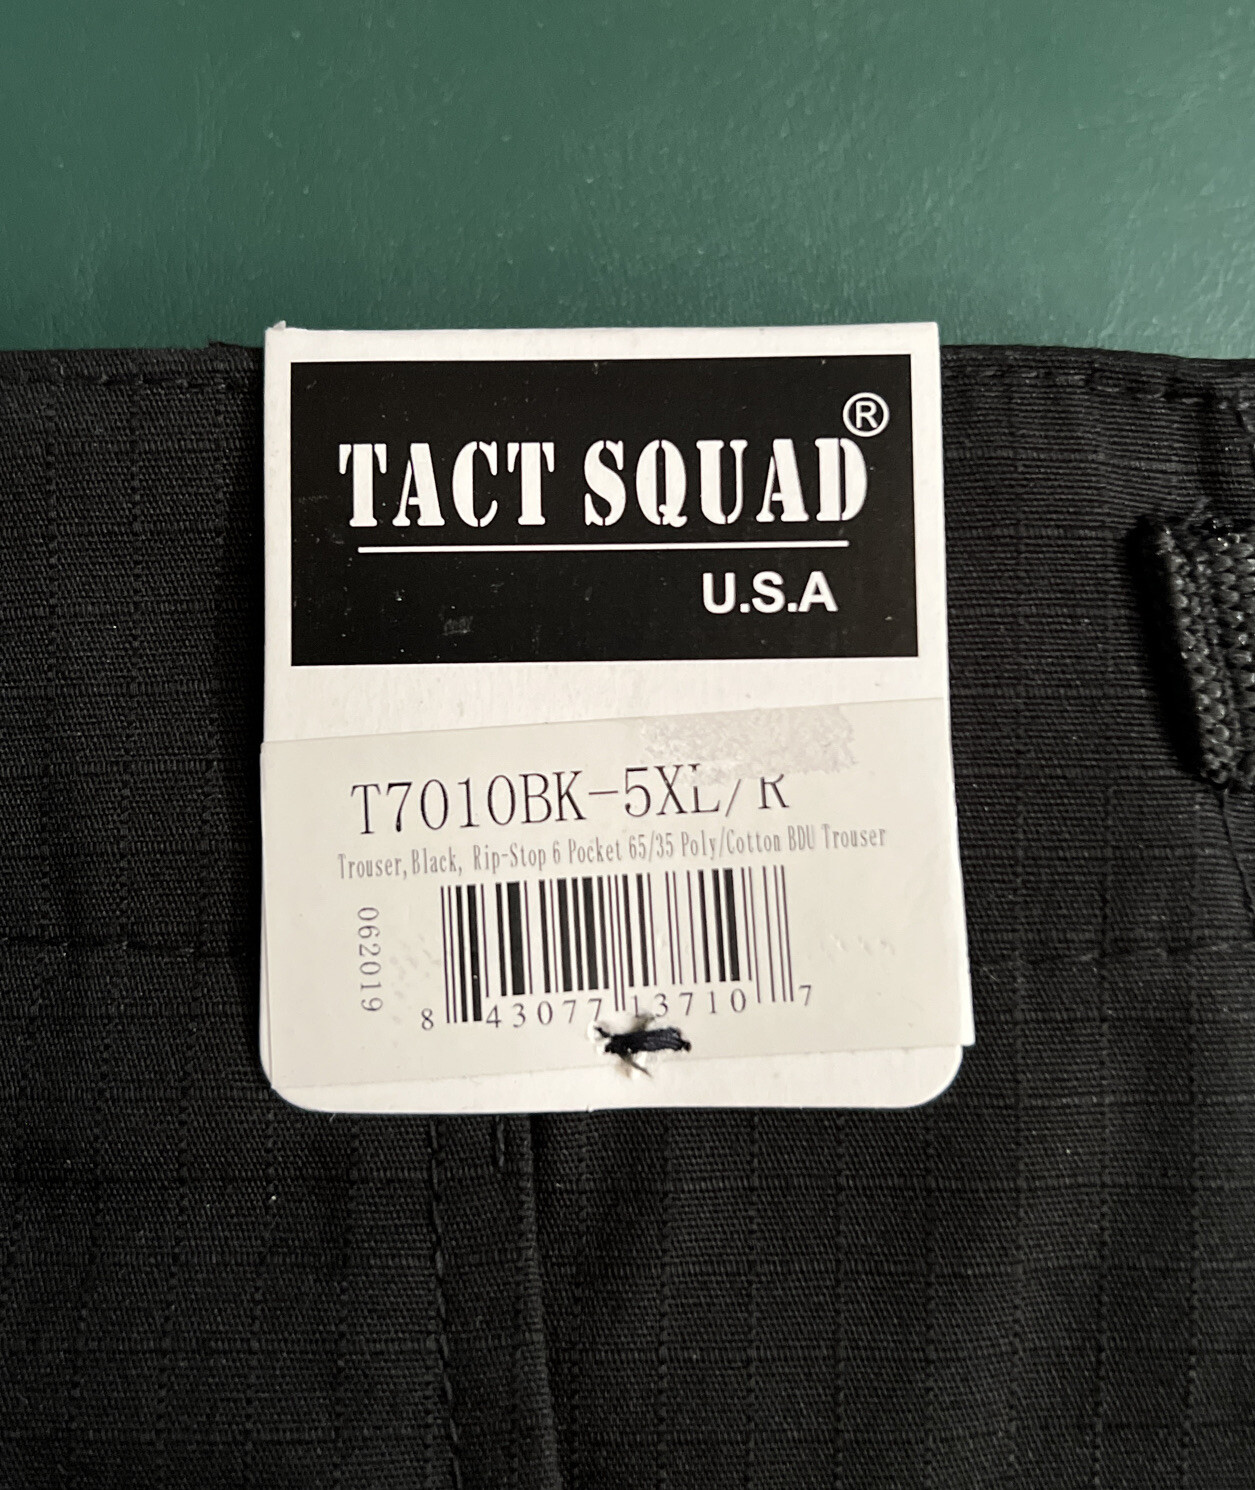 TACT SQUAD®
U.S.A
T7010BK-5XL/R
Trouser,Black, Rip-Stop 6 Pocket 65/35 Poly/Cotton BDU Trouser
062019
8 43077 13710 7